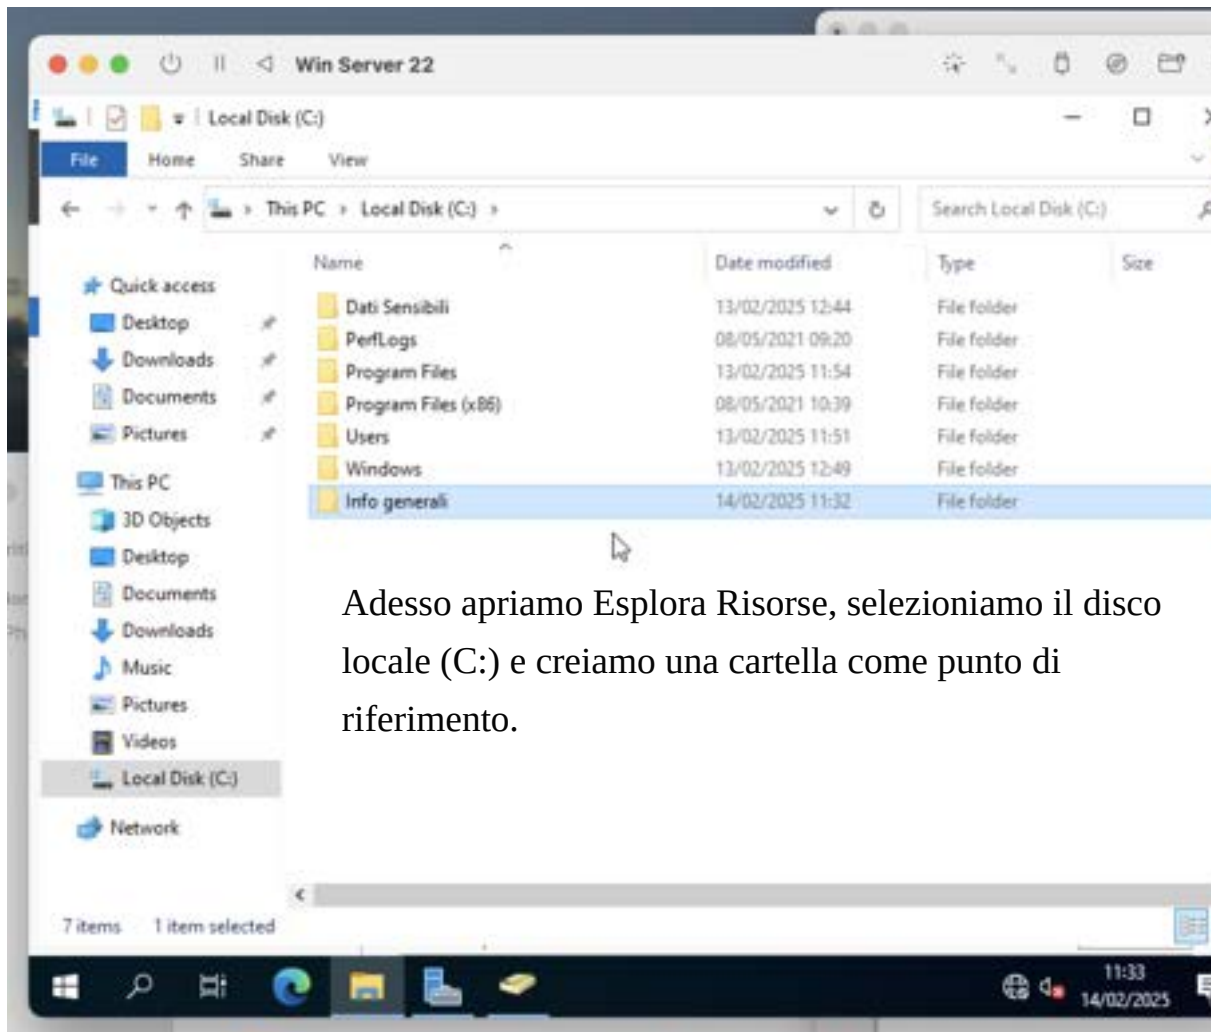 Win Server 22
Local Disk (C:)
File Home Share View
This PC Local Disk (C:)
Search Local Disk (C:)
Name Date modified Type Size
Quick access
Desktop
Downloads
Documents
Pictures
This PC
3D Objects
Desktop
Documents
Downloads
Music
Pictures
Videos
Local Disk (C:)
Network
Dati Sensibili 13/02/2025 12:44 File folder
PerfLogs 08/05/2021 09:20 File folder
Program Files 13/02/2025 11:54 File folder
Program Files (x86) 08/05/2021 10:39 File folder
Users 13/02/2025 11:51 File folder
Windows 13/02/2025 12:49 File folder
Info generali 14/02/2025 11:32 File folder
Adesso apriamo Esplora Risorse, selezioniamo il disco
locale (C:) e creiamo una cartella come punto di
riferimento.
7 items 1 item selected
11:33
14/02/2025